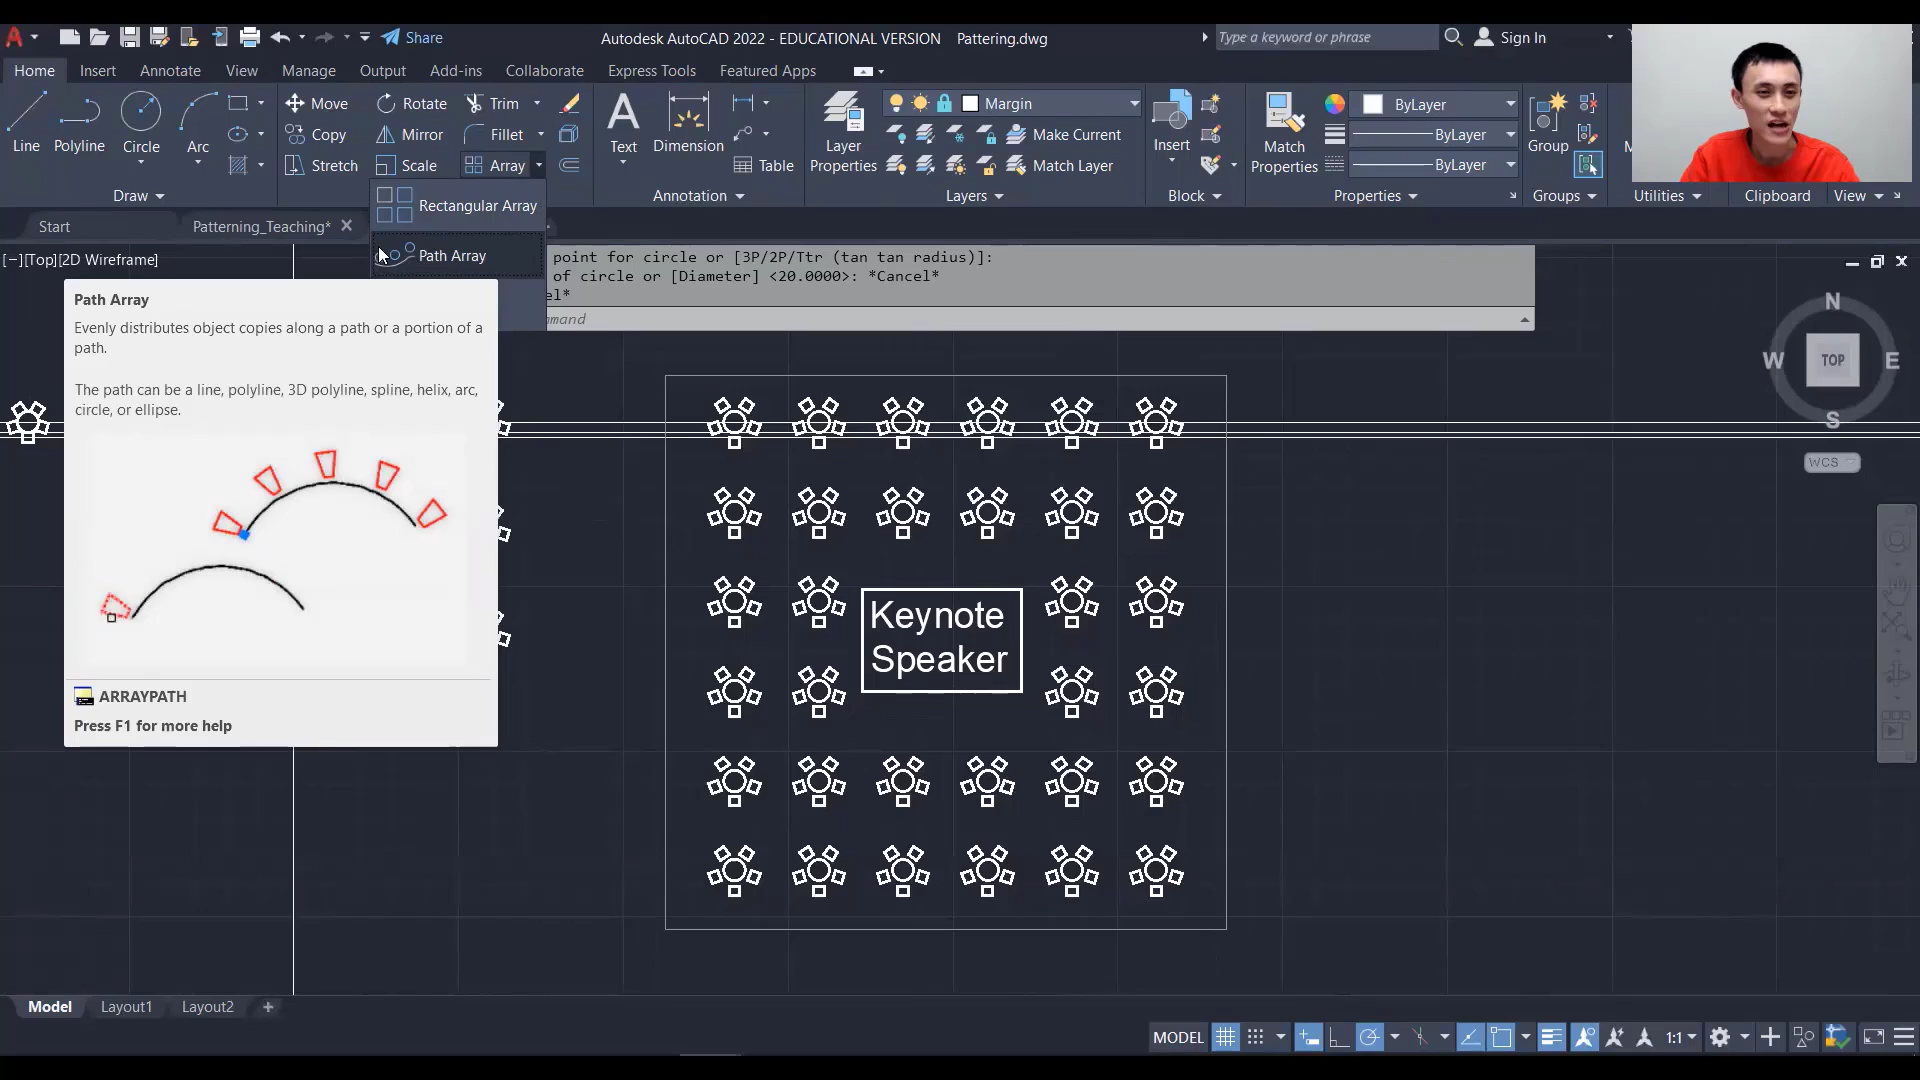 Share
Autodesk AutoCAD 2022 - EDUCATIONAL VERSION Pattering.dwg
Type a keyword or phrase
Sign In
Home Insert Annotate View Manage Output Add-ins Collaborate Express Tools Featured Apps
Line
Polyline
Circle
Arc
Move
Copy
Stretch
Rotate
Mirror
Scale
Trim
Fillet
Array
Text
Dimension
Table
Layer
Properties
Margin
Make Current
Match Layer
Insert
Match
Properties
ByLayer
ByLayer
ByLayer
Group
Draw
Annotation
Layers
Block
Properties
Groups
Utilities
Clipboard
View
Rectangular Array
Path Array
Start
Patterning_Teaching*
[−][Top][2D Wireframe]
point for circle or [3P/2P/Ttr (tan tan radius)]:
of circle or [Diameter] <20.0000>: *Cancel*
el*
mmand
Path Array
Evenly distributes object copies along a path or a portion of a
path.
The path can be a line, polyline, 3D polyline, spline, helix, arc,
circle, or ellipse.
ARRAYPATH
Press F1 for more help
Keynote
Speaker
N
W
TOP
E
S
WCS
Model Layout1 Layout2
MODEL
1:1